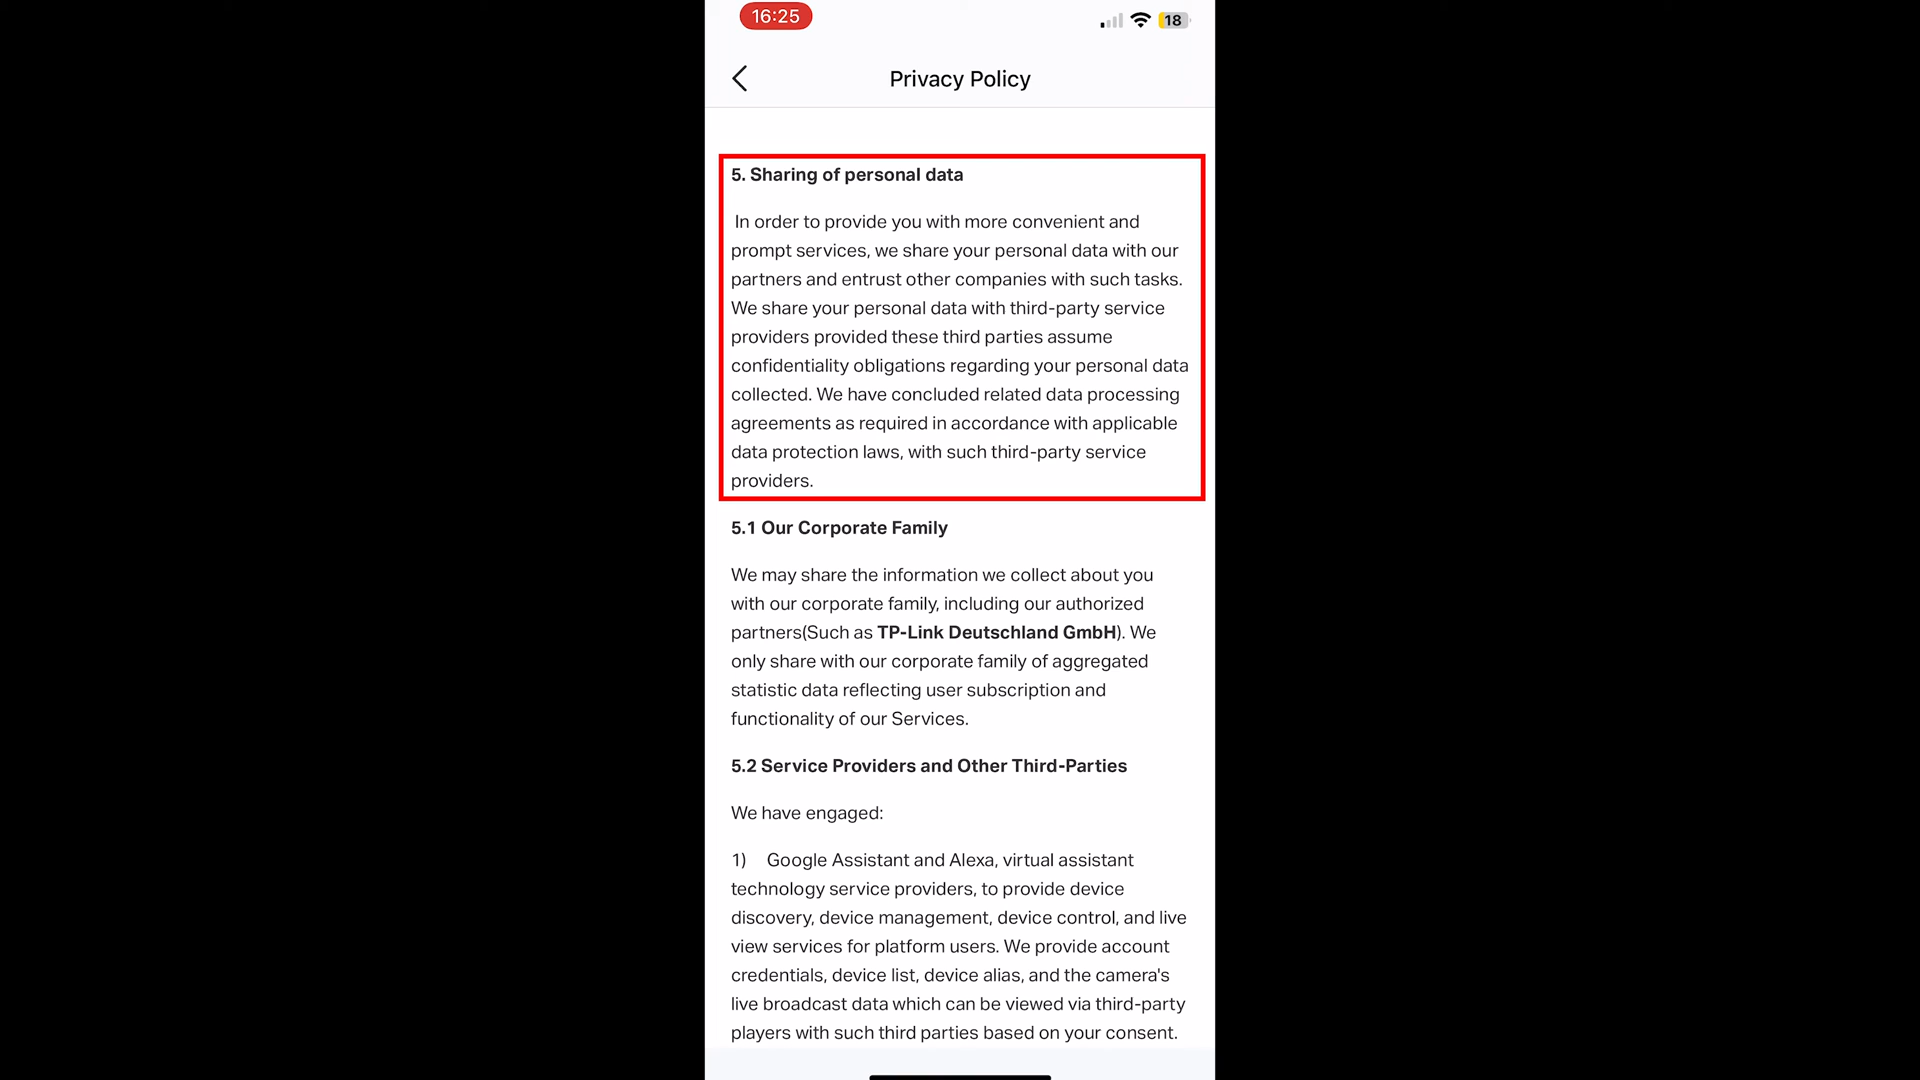 16:25
18
Privacy Policy
5. Sharing of personal data
In order to provide you with more convenient and
prompt services, we share your personal data with our
partners and entrust other companies with such tasks.
We share your personal data with third-party service
providers provided these third parties assume
confidentiality obligations regarding your personal data
collected. We have concluded related data processing
agreements as required in accordance with applicable
data protection laws, with such third-party service
providers.
5.1 Our Corporate Family
We may share the information we collect about you
with our corporate family, including our authorized
partners(Such as TP-Link Deutschland GmbH). We
only share with our corporate family of aggregated
statistic data reflecting user subscription and
functionality of our Services.
5.2 Service Providers and Other Third-Parties
We have engaged:
1) Google Assistant and Alexa, virtual assistant
technology service providers, to provide device
discovery, device management, device control, and live
view services for platform users. We provide account
credentials, device list, device alias, and the camera's
live broadcast data which can be viewed via third-party
players with such third parties based on your consent.